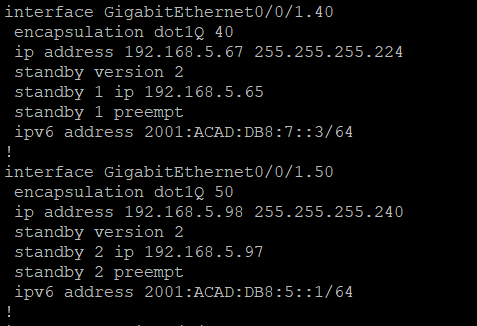 interface GigabitEthernet0/0/1.40
 encapsulation dot1Q 40
 ip address 192.168.5.67 255.255.255.224
 standby version 2
 standby 1 ip 192.168.5.65
 standby 1 preempt
 ipv6 address 2001:ACAD:DB8:7::3/64
!
interface GigabitEthernet0/0/1.50
 encapsulation dot1Q 50
 ip address 192.168.5.98 255.255.255.240
 standby version 2
 standby 2 ip 192.168.5.97
 standby 2 preempt
 ipv6 address 2001:ACAD:DB8:5::1/64
!